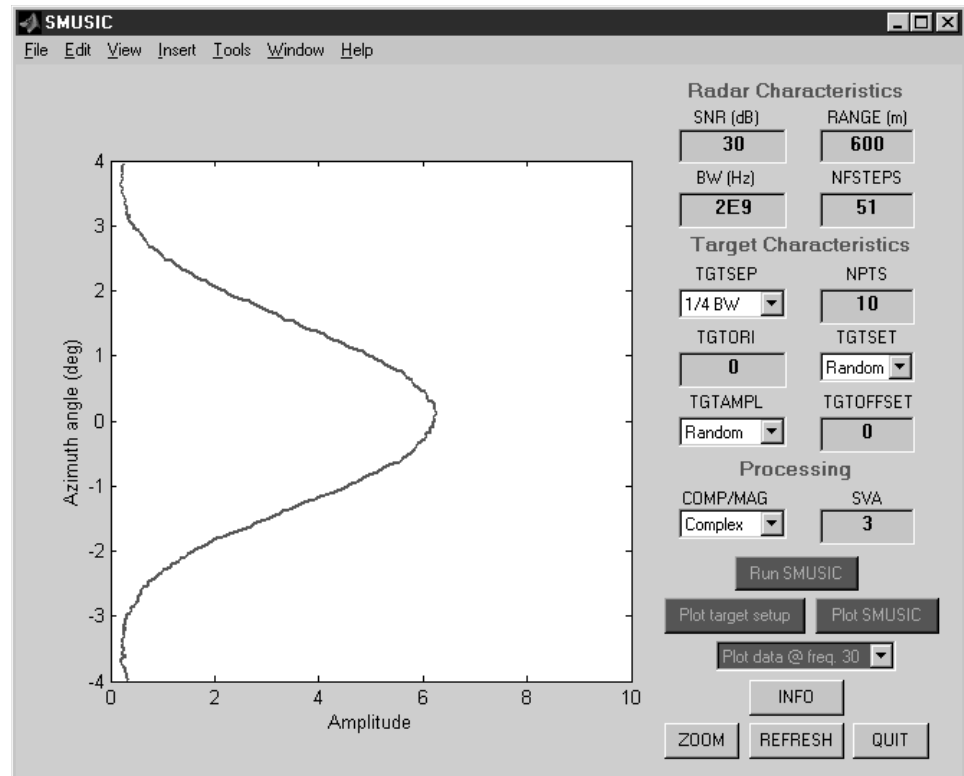 SMUSIC
File Edit View Insert Tools Window Help
Radar Characteristics
SNR (dB) RANGE (m)
30 600
BW (Hz) NFSTEPS
2E9 51
Target Characteristics
TGTSEP NPTS
1/4 BW 10
TGTORI TGTSET
0 Random
TGTAMPL TGTOFFSET
Random 0
Processing
COMP/MAG SVA
Complex 3
Run SMUSIC
Plot target setup Plot SMUSIC
Plot data @ freq. 30
INFO
ZOOM REFRESH QUIT
Azimuth angle (deg)
4
3
2
1
0
-1
-2
-3
-4
0 2 4 6 8 10
Amplitude